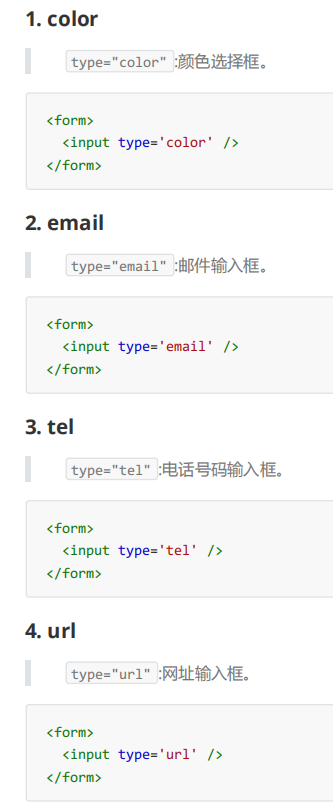 1. color
type="color":颜色选择框。
<form>
<input type='color' />
</form>
2. email
type="email":邮件输入框。
<form>
<input type='email' />
</form>
3. tel
type="tel":电话号码输入框。
<form>
<input type='tel' />
</form>
4. url
type="url":网址输入框。
<form>
<input type='url' />
</form>